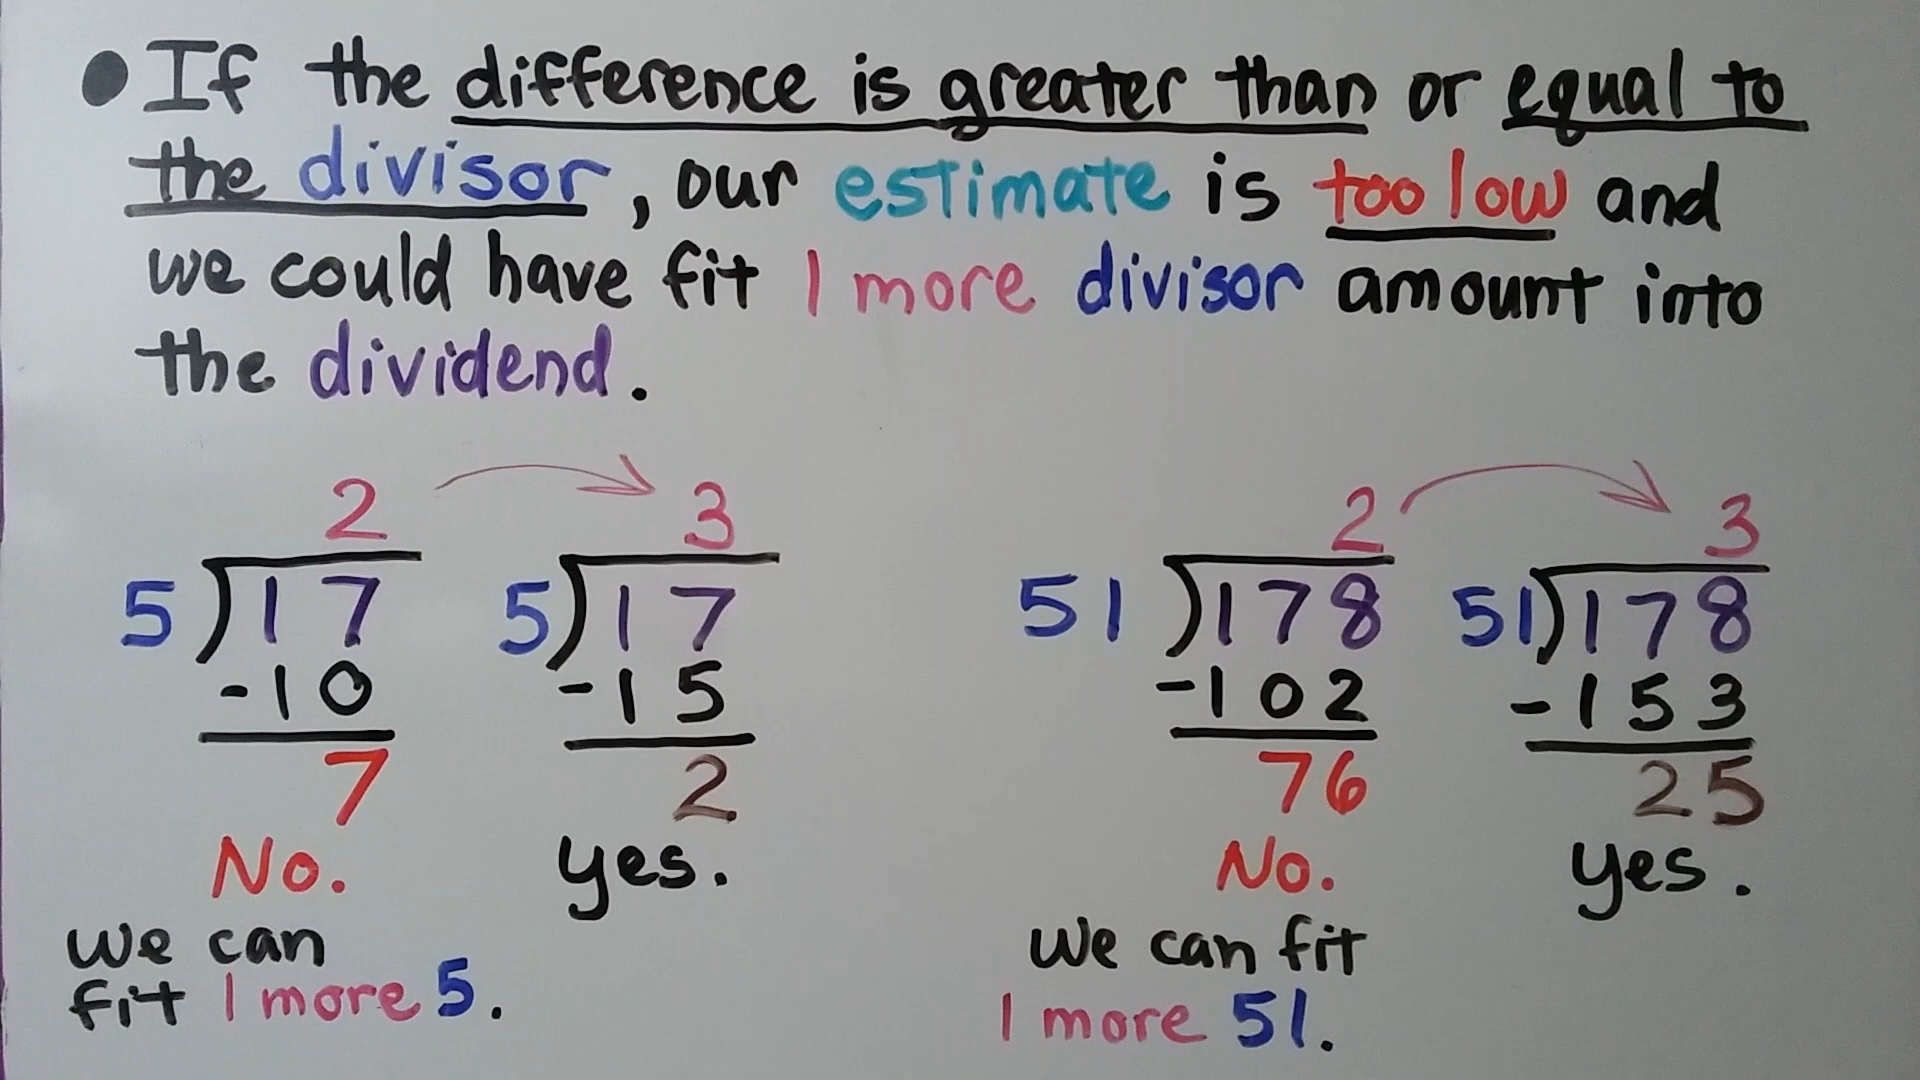 ● If the difference is greater than or equal to
the divisor, our estimate is too low and
we could have fit 1 more divisor amount into
the dividend.
2 3
5)17 5)17
-10 -15
7 2
No. yes.
we can
fit 1 more 5.
2 3
51)178 51)178
-102 -153
76 25
No. yes.
We can fit
1 more 51.